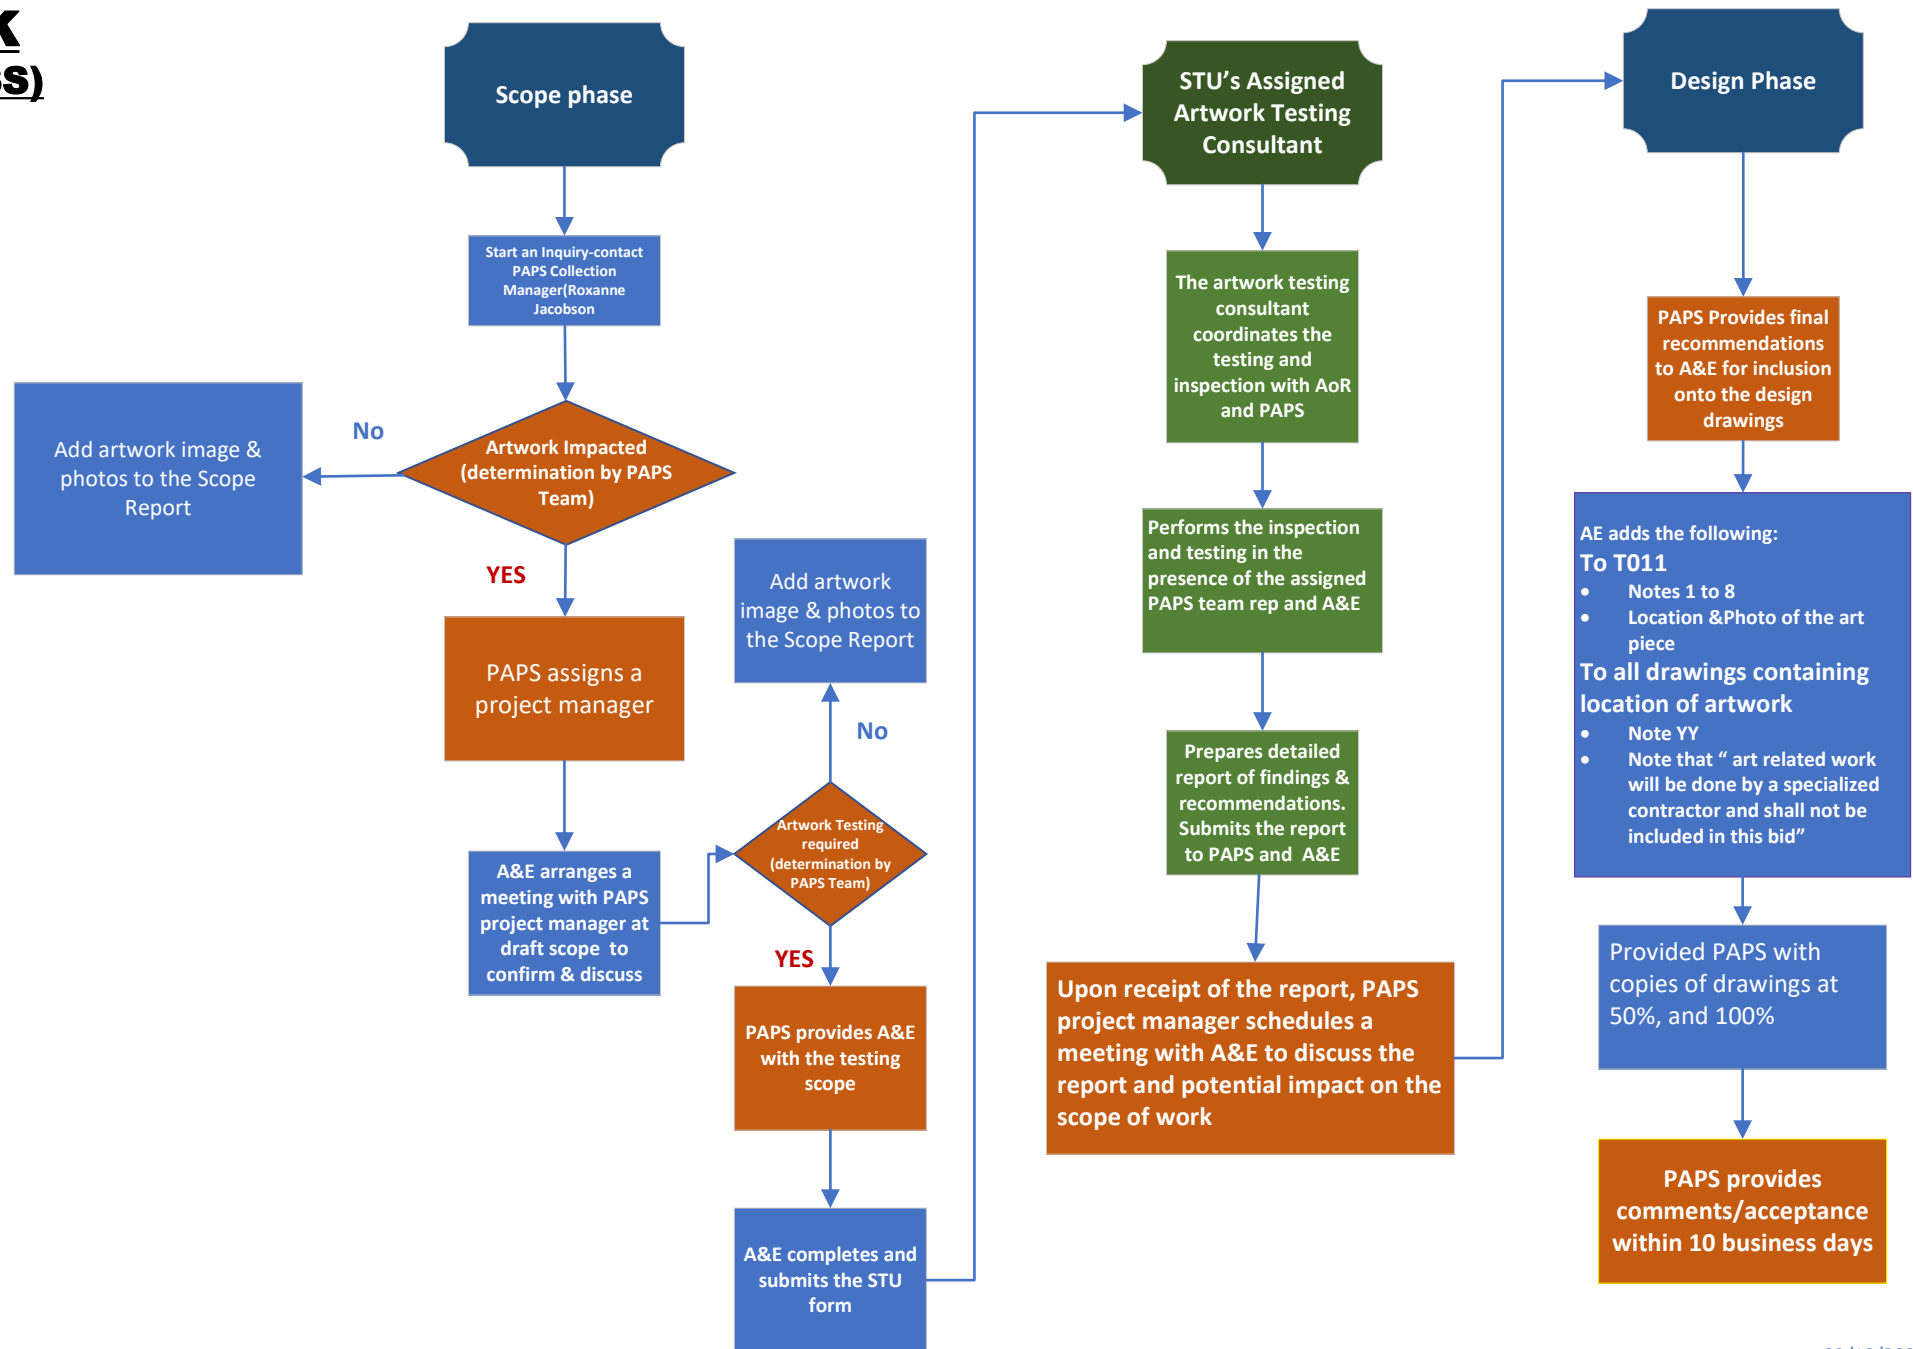 Scope phase
Start an Inquiry-contact
PAPS Collection
Manager(Roxanne
Jacobson
Artwork Impacted
(determination by PAPS
Team)
No
Add artwork image &
photos to the Scope
Report
YES
PAPS assigns a
project manager
A&E arranges a
meeting with PAPS
project manager at
draft scope to
confirm & discuss
Artwork Testing
required
(determination by
PAPS Team)
No
Add artwork
image & photos to
the Scope Report
YES
PAPS provides A&E
with the testing
scope
A&E completes and
submits the STU
form
STU’s Assigned
Artwork Testing
Consultant
The artwork testing
consultant
coordinates the
testing and
inspection with AoR
and PAPS
Performs the inspection
and testing in the
presence of the assigned
PAPS team rep and A&E
Prepares detailed
report of findings &
recommendations.
Submits the report
to PAPS and A&E
Upon receipt of the report, PAPS
project manager schedules a
meeting with A&E to discuss the
report and potential impact on the
scope of work
Design Phase
PAPS Provides final
recommendations
to A&E for inclusion
onto the design
drawings
AE adds the following:
To T011
• Notes 1 to 8
• Location &Photo of the art
piece
To all drawings containing
location of artwork
• Note YY
• Note that “ art related work
will be done by a specialized
contractor and shall not be
included in this bid”
Provided PAPS with
copies of drawings at
50%, and 100%
PAPS provides
comments/acceptance
within 10 business days